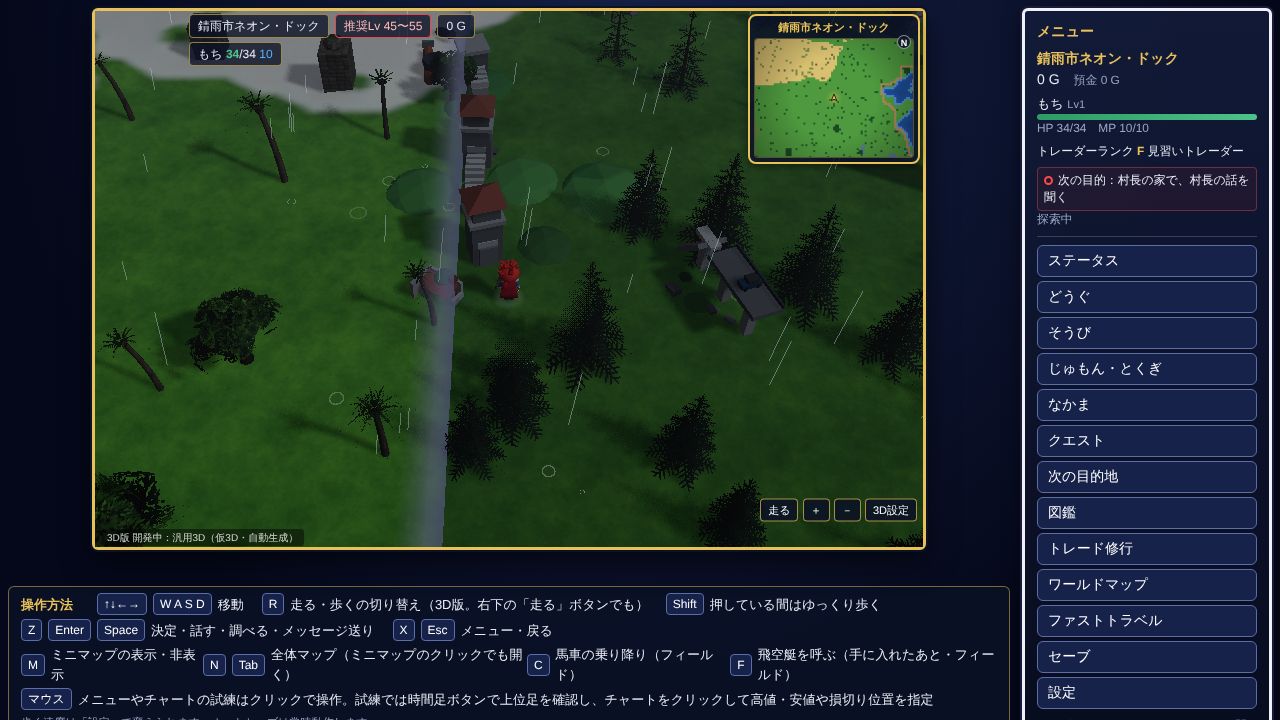 錆雨市ネオン・ドック 推奨Lv 45〜55 0 G
もち 34/34 10
錆雨市ネオン・ドック
N
走る + − 3D設定
3D版 開発中：汎用3D（仮3D・自動生成）
メニュー
錆雨市ネオン・ドック
0 G 預金 0 G
もち Lv1
HP 34/34 MP 10/10
トレーダーランク F 見習いトレーダー
次の目的：村長の家で、村長の話を
聞く
探索中
ステータス
どうぐ
そうび
じゅもん・とくぎ
なかま
クエスト
次の目的地
図鑑
トレード修行
ワールドマップ
ファストトラベル
セーブ
設定
操作方法 ↑↓←→ W A S D 移動 R 走る・歩くの切り替え（3D版。右下の「走る」ボタンでも） Shift 押している間はゆっくり歩く
Z Enter Space 決定・話す・調べる・メッセージ送り X Esc メニュー・戻る
M ミニマップの表示・非表示 N Tab 全体マップ（ミニマップのクリックでも開く） C 馬車の乗り降り（フィールド） F 飛空艇を呼ぶ（手に入れたあと・フィールド）
マウス メニューやチャートの試練はクリックで操作。試練では時間足ボタンで上位足を確認し、チャートをクリックして高値・安値や損切り位置を指定